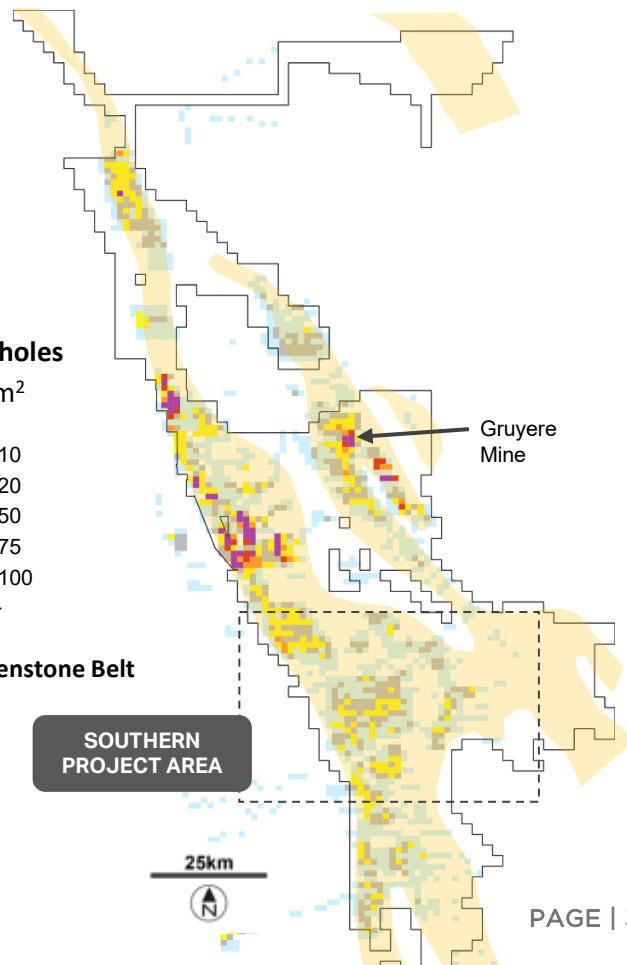 holes
m²
10
20
50
75
100
enstone Belt
Gruyere
Mine
SOUTHERN
PROJECT AREA
25km
N
PAGE |